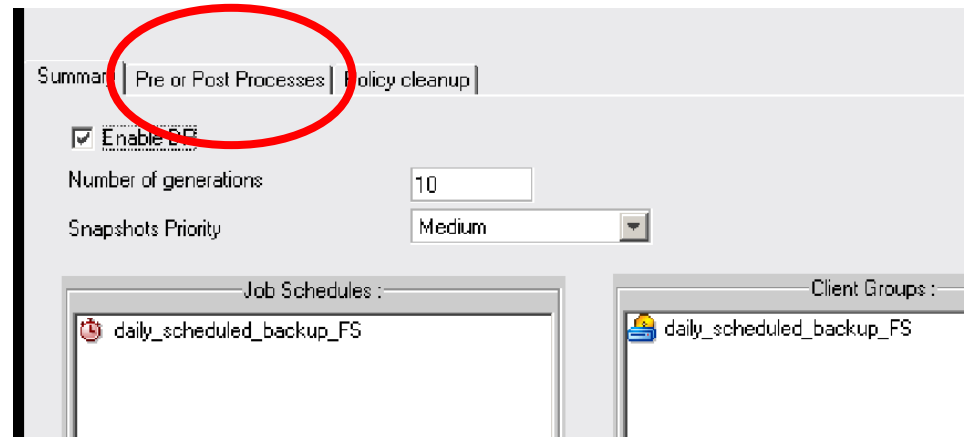 Summary Pre or Post Processes Policy cleanup
Enable DR
Number of generations 10
Snapshots Priority Medium
Job Schedules : Client Groups :
daily_scheduled_backup_FS daily_scheduled_backup_FS